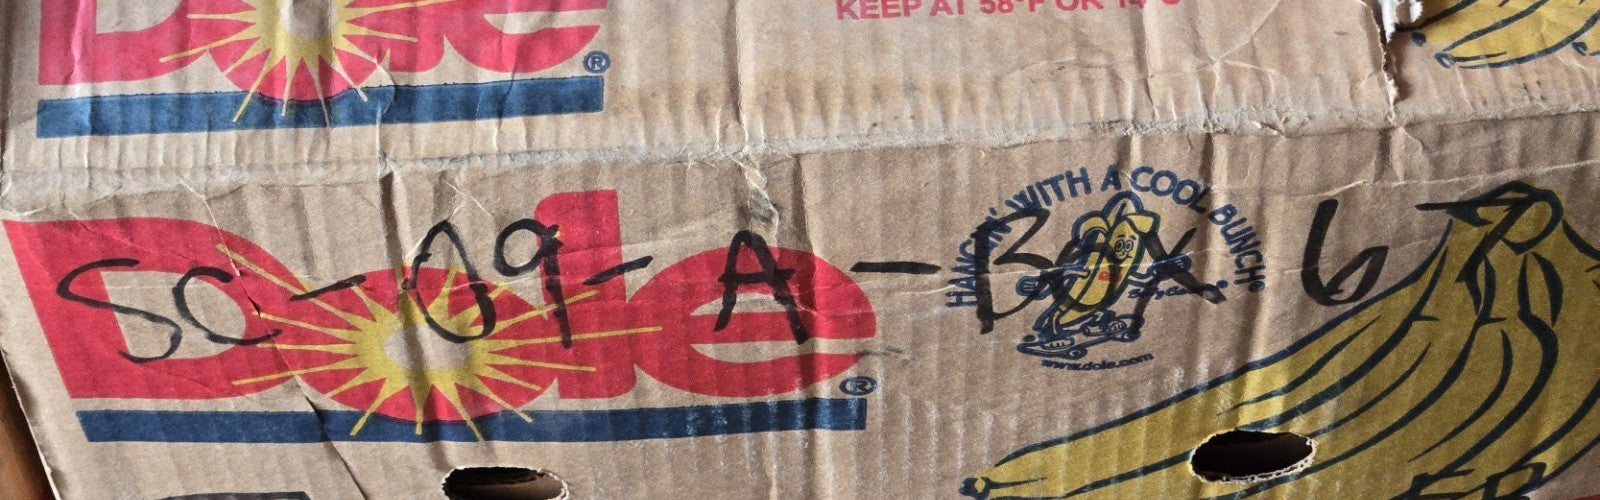 Dole®
KEEP AT 58°F OR 14°C
Dole®
SC-09-A-BOX 6
HANGIN' WITH A COOL BUNCH®
www.dole.com